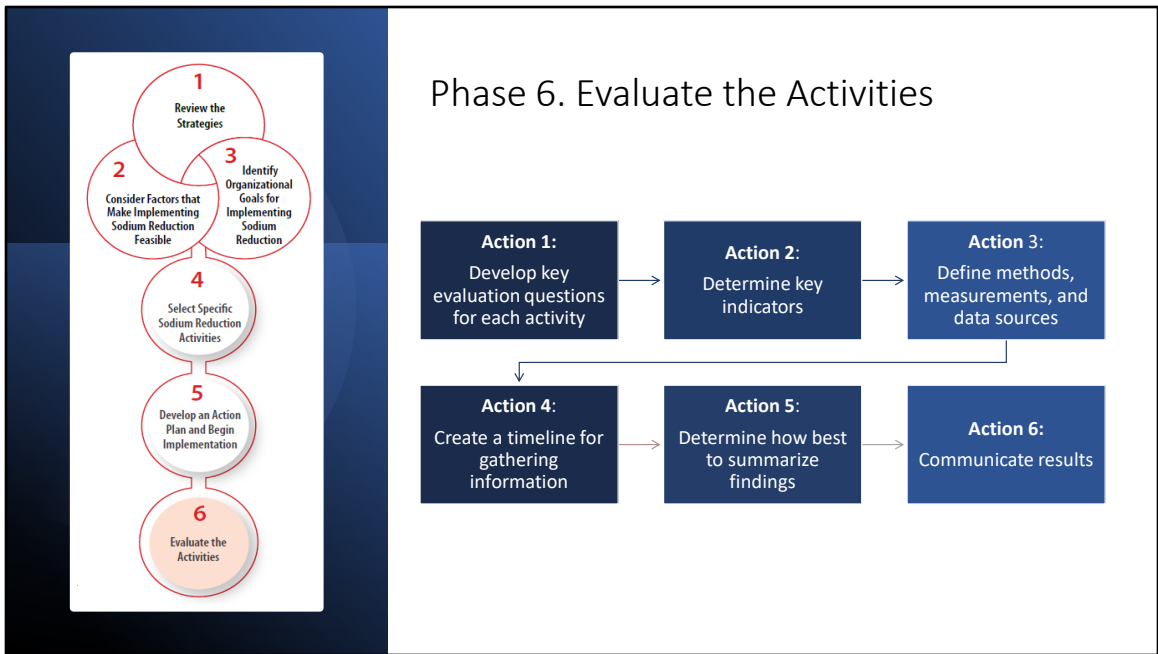 1
Review the
Strategies
2
Consider Factors that
Make Implementing
Sodium Reduction
Feasible
3
Identify
Organizational
Goals for
Implementing
Sodium
Reduction
4
Select Specific
Sodium Reduction
Activities
5
Develop an Action
Plan and Begin
Implementation
6
Evaluate the
Activities
Phase 6. Evaluate the Activities
Action 1:
Develop key
evaluation questions
for each activity
Action 2:
Determine key
indicators
Action 3:
Define methods,
measurements, and
data sources
Action 4:
Create a timeline for
gathering
information
Action 5:
Determine how best
to summarize
findings
Action 6:
Communicate results